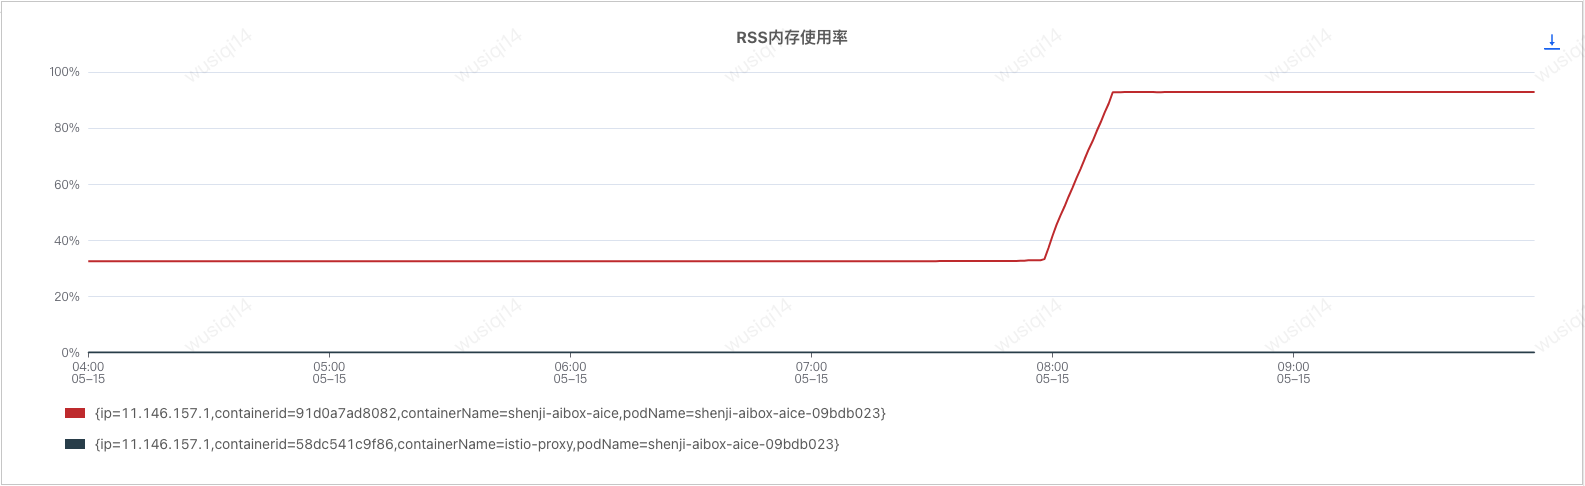 RSS内存使用率
100%
80%
60%
40%
20%
0%
04:00 05:00 06:00 07:00 08:00 09:00
05-15 05-15 05-15 05-15 05-15 05-15
{ip=11.146.157.1,containerid=91d0a7ad8082,containerName=shenji-aibox-aice,podName=shenji-aibox-aice-09bdb023}
{ip=11.146.157.1,containerid=58dc541c9f86,containerName=istio-proxy,podName=shenji-aibox-aice-09bdb023}
wusiqi14 wusiqi14 wusiqi14 wusiqi14 wusiqi14 wusiqi14
wusiqi14 wusiqi14 wusiqi14 wusiqi14 wusiqi14 wusiqi14